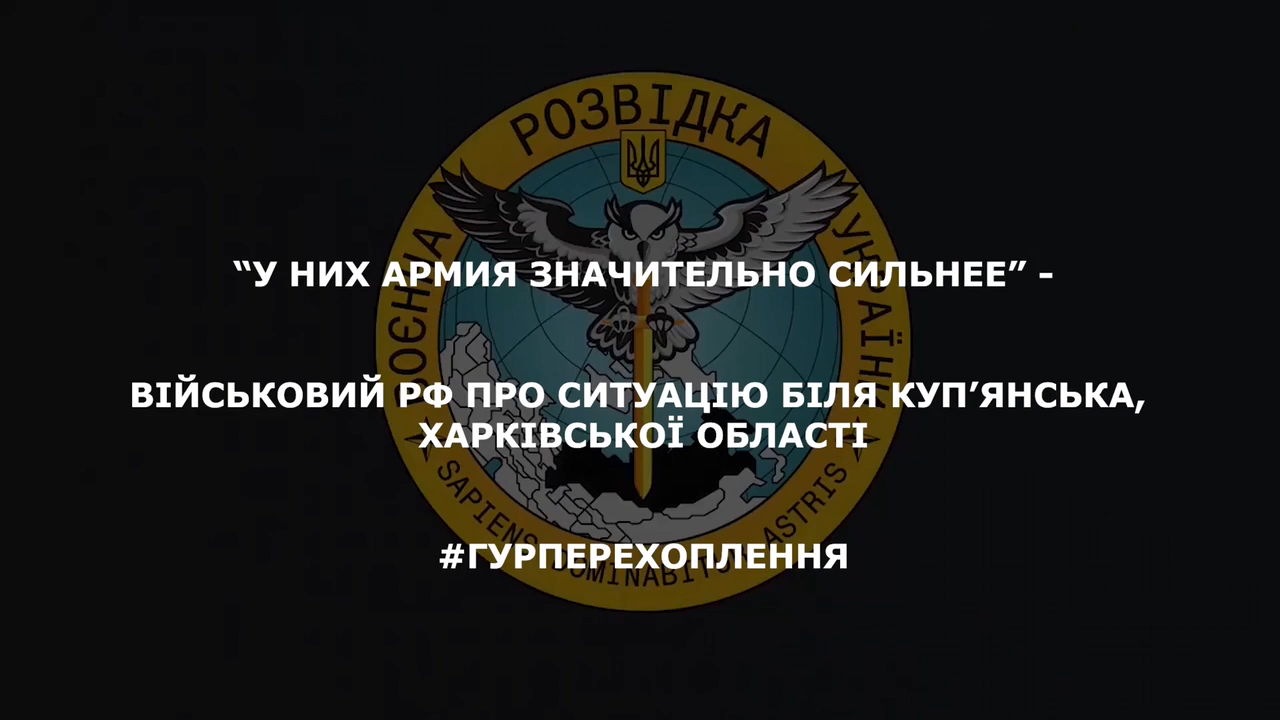 РОЗВІДКА
ВОЄННА
УКРАЇНИ
“У НИХ АРМИЯ ЗНАЧИТЕЛЬНО СИЛЬНЕЕ” -
ВІЙСЬКОВИЙ РФ ПРО СИТУАЦІЮ БІЛЯ КУП’ЯНСЬКА,
ХАРКІВСЬКОЇ ОБЛАСТІ
#ГУРПЕРЕХОПЛЕННЯ
SAPIENS DOMINABITUR ASTRIS